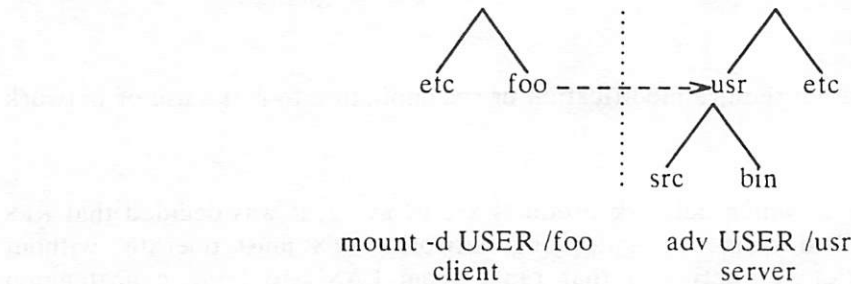 etc foo usr etc
src bin
mount -d USER /foo adv USER /usr
client server